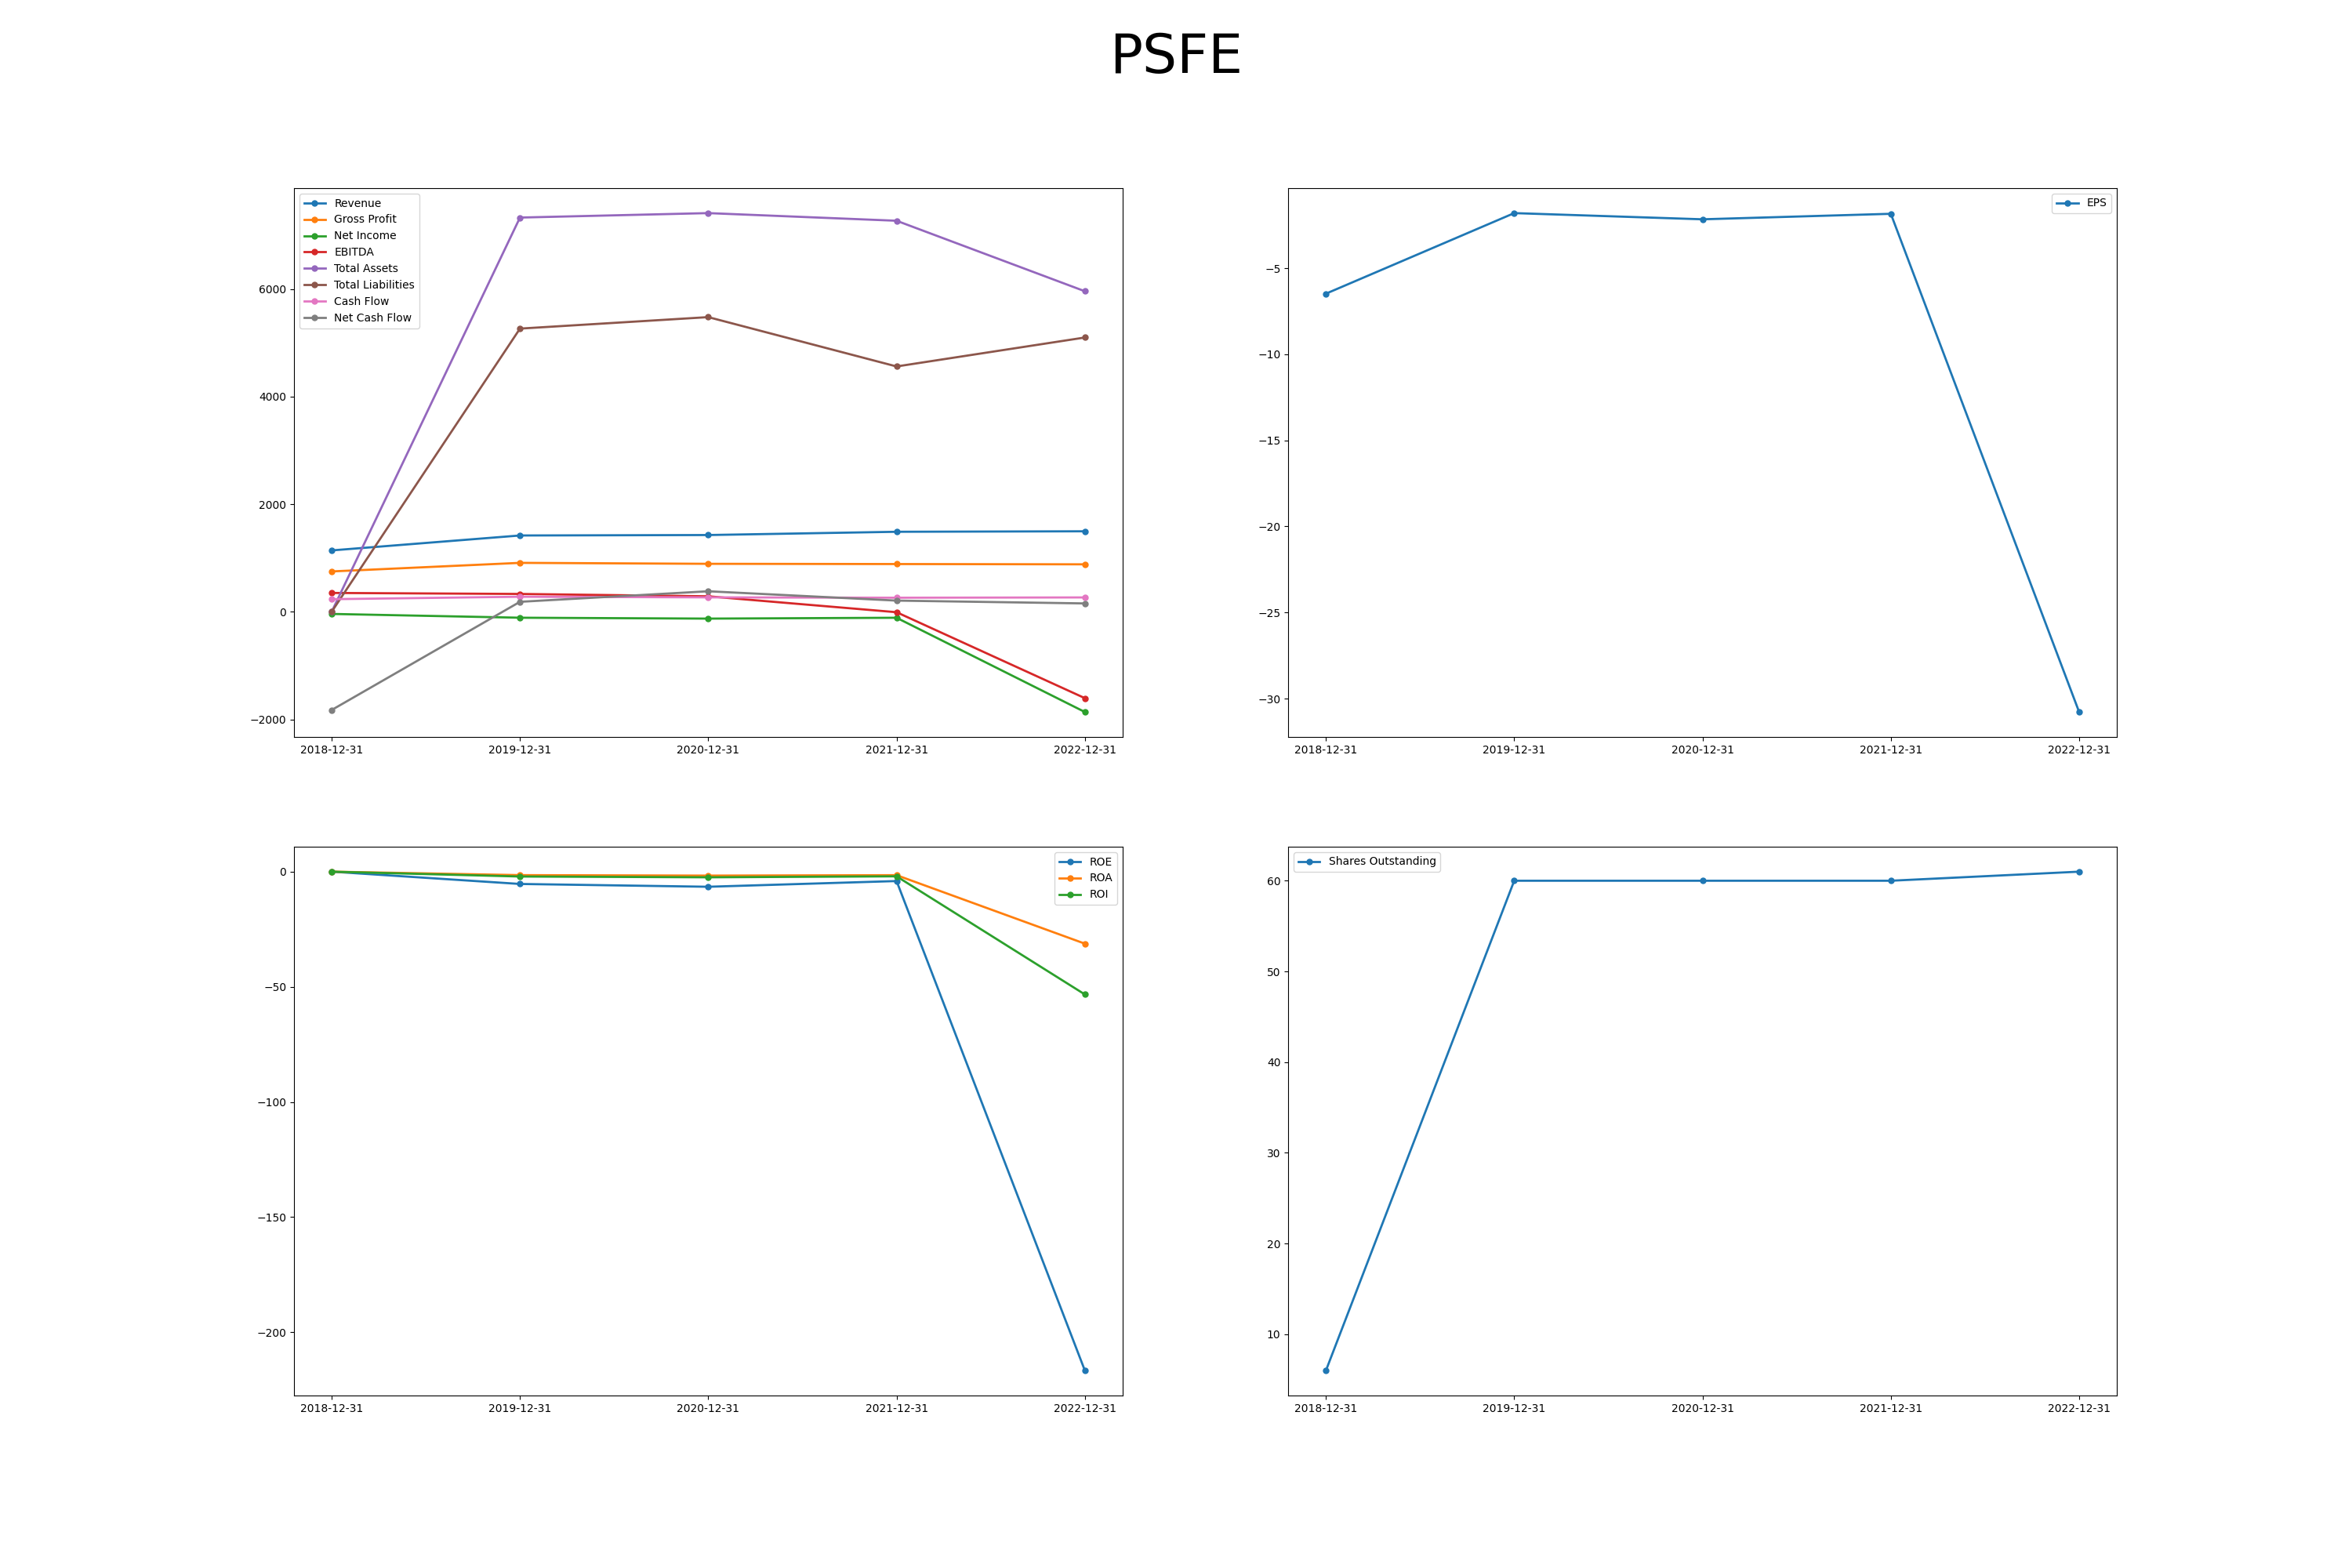 PSFE
Revenue
Gross Profit
Net Income
EBITDA
Total Assets
Total Liabilities
Cash Flow
Net Cash Flow
6000
4000
2000
0
−2000
2018-12-31 2019-12-31 2020-12-31 2021-12-31 2022-12-31
EPS
−5
−10
−15
−20
−25
−30
2018-12-31 2019-12-31 2020-12-31 2021-12-31 2022-12-31
ROE
ROA
ROI
0
−50
−100
−150
−200
2018-12-31 2019-12-31 2020-12-31 2021-12-31 2022-12-31
Shares Outstanding
60
50
40
30
20
10
2018-12-31 2019-12-31 2020-12-31 2021-12-31 2022-12-31